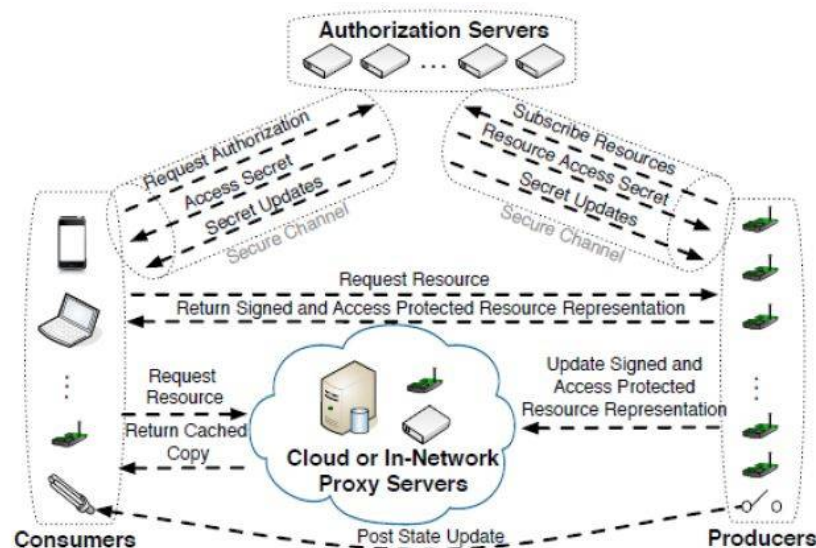 Authorization Servers
Request Authorization
Access Secret
Secret Updates
Secure Channel
Subscribe Resources
Resource Access Secret
Secret Updates
Secure Channel
Request Resource
Return Signed and Access Protected Resource Representation
Request
Resource
Return Cached
Copy
Cloud or In-Network
Proxy Servers
Update Signed and
Access Protected
Resource Representation
Post State Update
Consumers
Producers